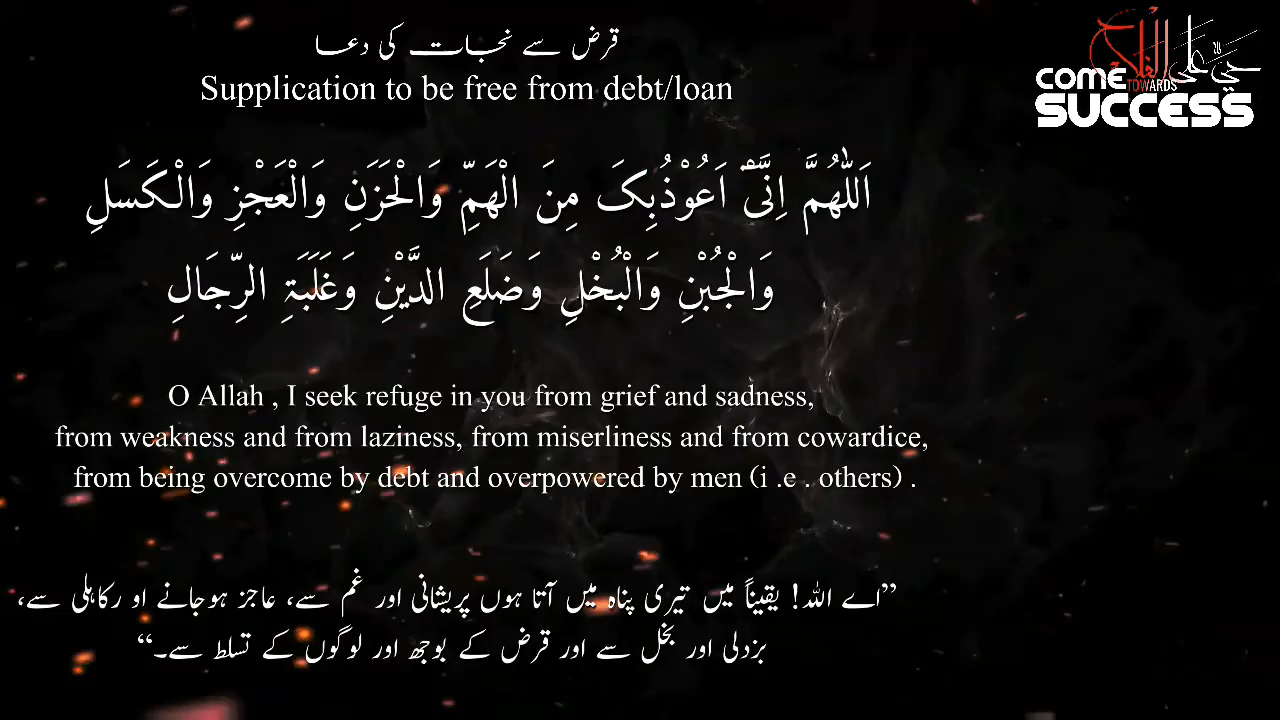 قرض سے نجات کی دعا
Supplication to be free from debt/loan
حَیَّ عَلَی الْفَلَاح
COME TOWARDS SUCCESS
اَللّٰهُمَّ اِنِّیْۤ اَعُوْذُبِکَ مِنَ الْهَمِّ وَالْحَزَنِ وَالْعَجْزِ وَالْکَسَلِ
وَالْجُبْنِ وَالْبُخْلِ وَضَلَعِ الدَّیْنِ وَغَلَبَۃِ الرِّجَالِ
O Allah , I seek refuge in you from grief and sadness,
from weakness and from laziness, from miserliness and from cowardice,
from being overcome by debt and overpowered by men (i .e . others) .
”اے اللہ! یقیناً میں تیری پناہ میں آتا ہوں پریشانی اور غم سے، عاجز ہوجانے او رکاہلی سے،
بزدلی اور بخل سے اور قرض کے بوجھ اور لوگوں کے تسلط سے۔“